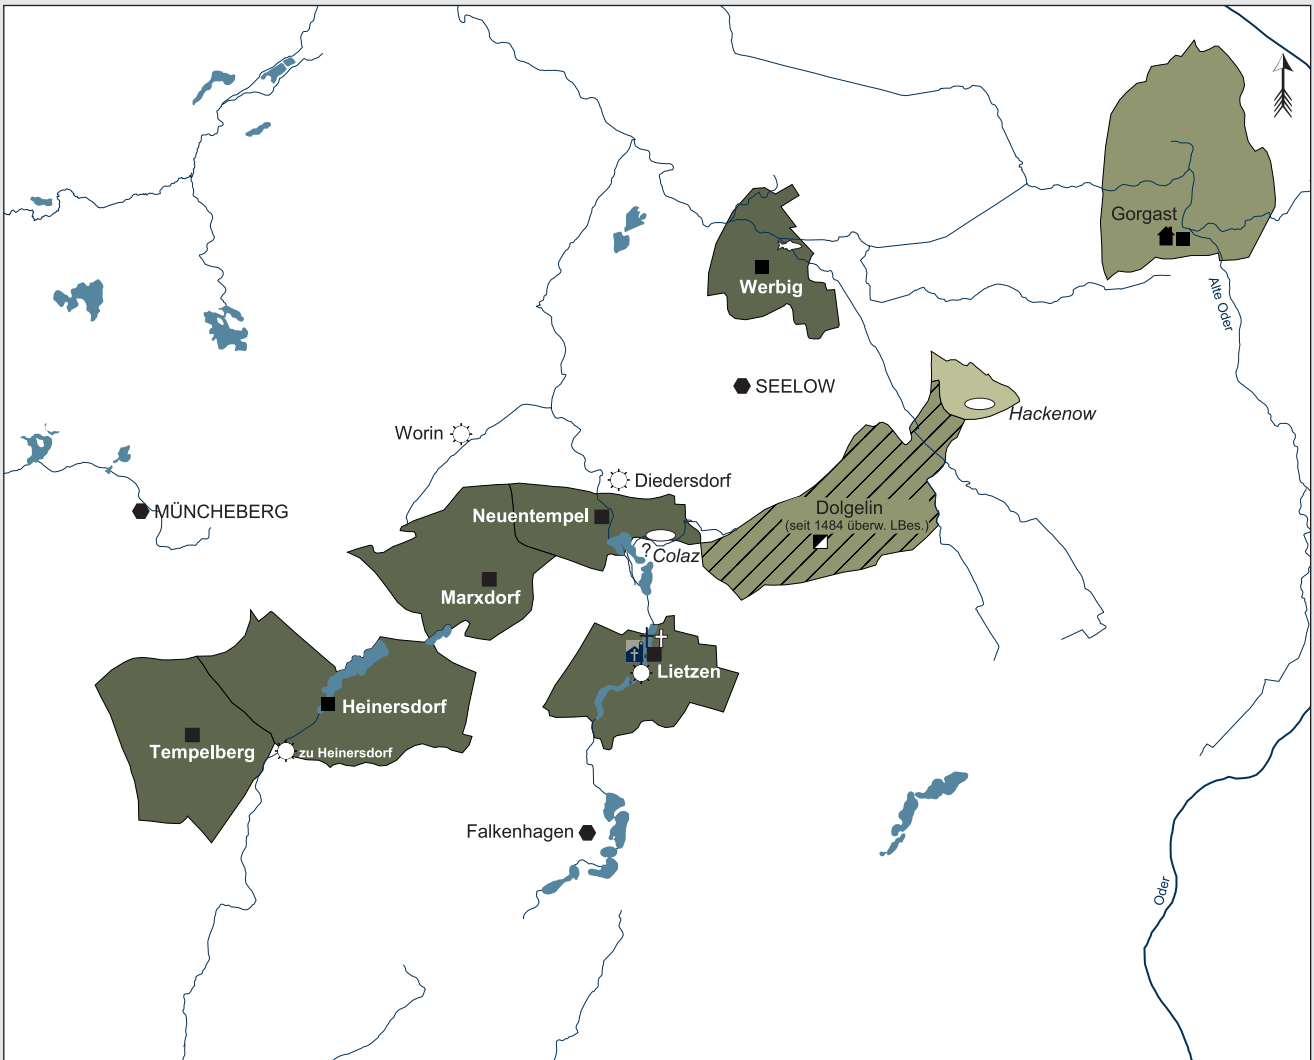 Gorgast
Werbig
Alte Oder
SEELOW
Hackenow
Worin
Diedersdorf
MÜNCHEBERG
Neuentempel
Dolgelin
(seit 1484 überw. LBes.)
? Colaz
Marxdorf
Lietzen
Heinersdorf
Tempelberg
zu Heinersdorf
Falkenhagen
Oder